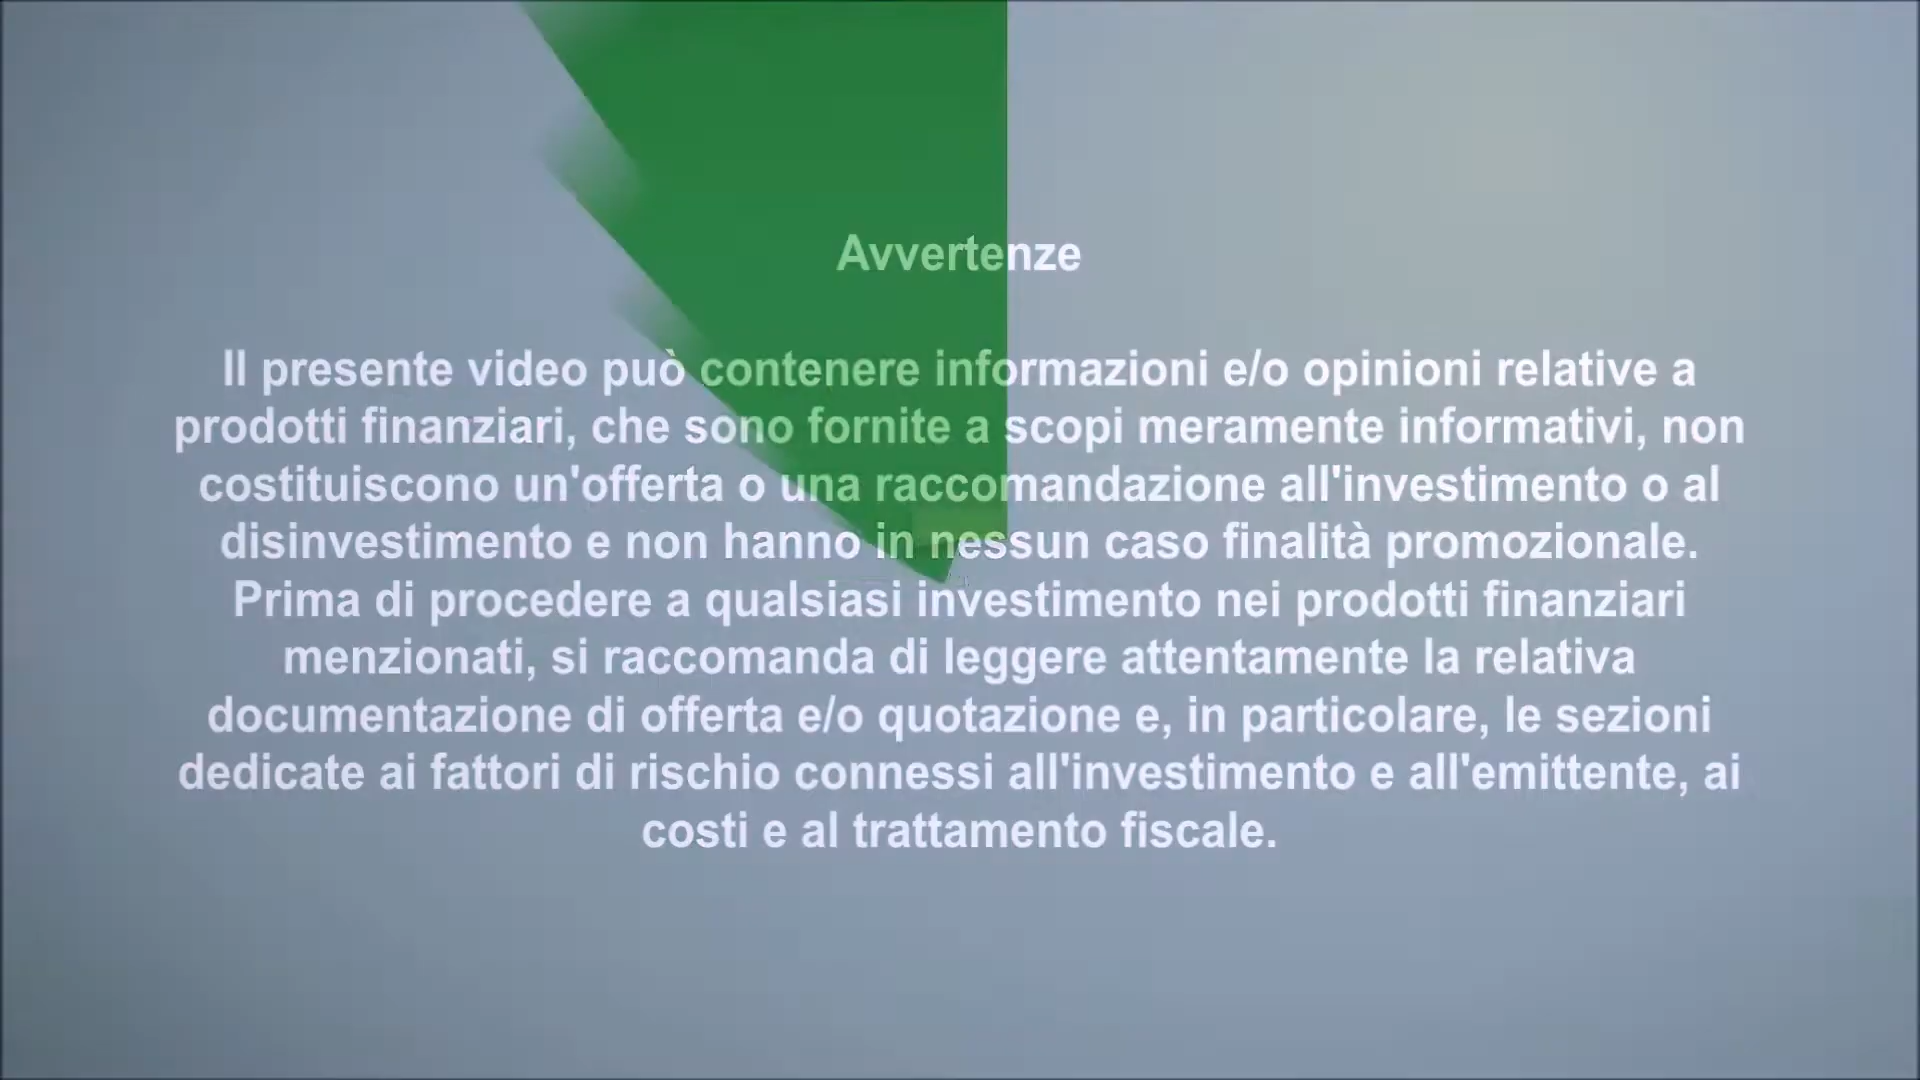 Avvertenze
Il presente video può contenere informazioni e/o opinioni relative a
prodotti finanziari, che sono fornite a scopi meramente informativi, non
costituiscono un'offerta o una raccomandazione all'investimento o al
disinvestimento e non hanno in nessun caso finalità promozionale.
Prima di procedere a qualsiasi investimento nei prodotti finanziari
menzionati, si raccomanda di leggere attentamente la relativa
documentazione di offerta e/o quotazione e, in particolare, le sezioni
dedicate ai fattori di rischio connessi all'investimento e all'emittente, ai
costi e al trattamento fiscale.